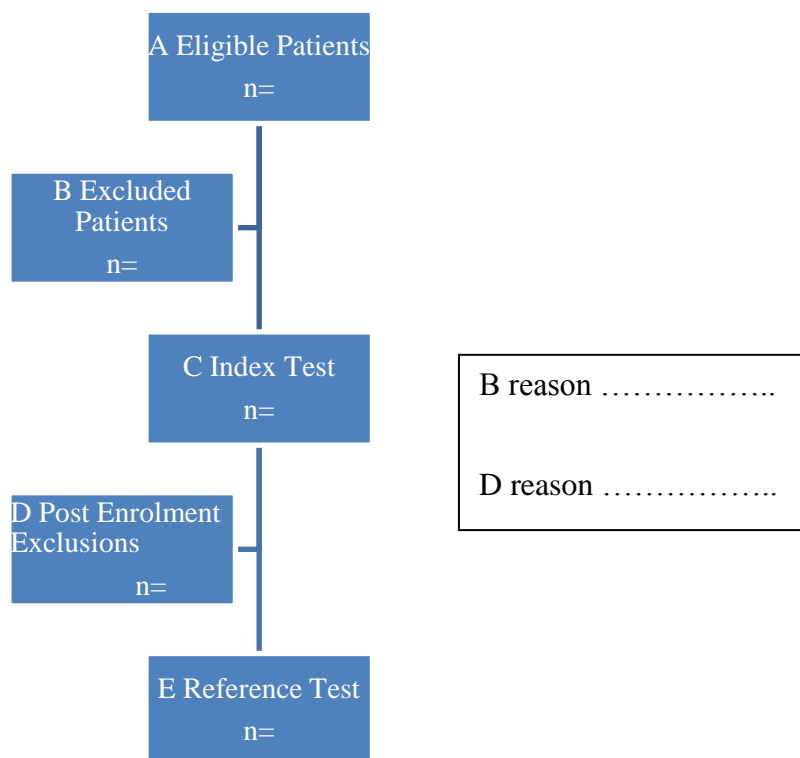 A Eligible Patients
n=
B Excluded
Patients
n=
C Index Test
n=
B reason ……………..
D reason ……………..
D Post Enrolment
Exclusions
n=
E Reference Test
n=